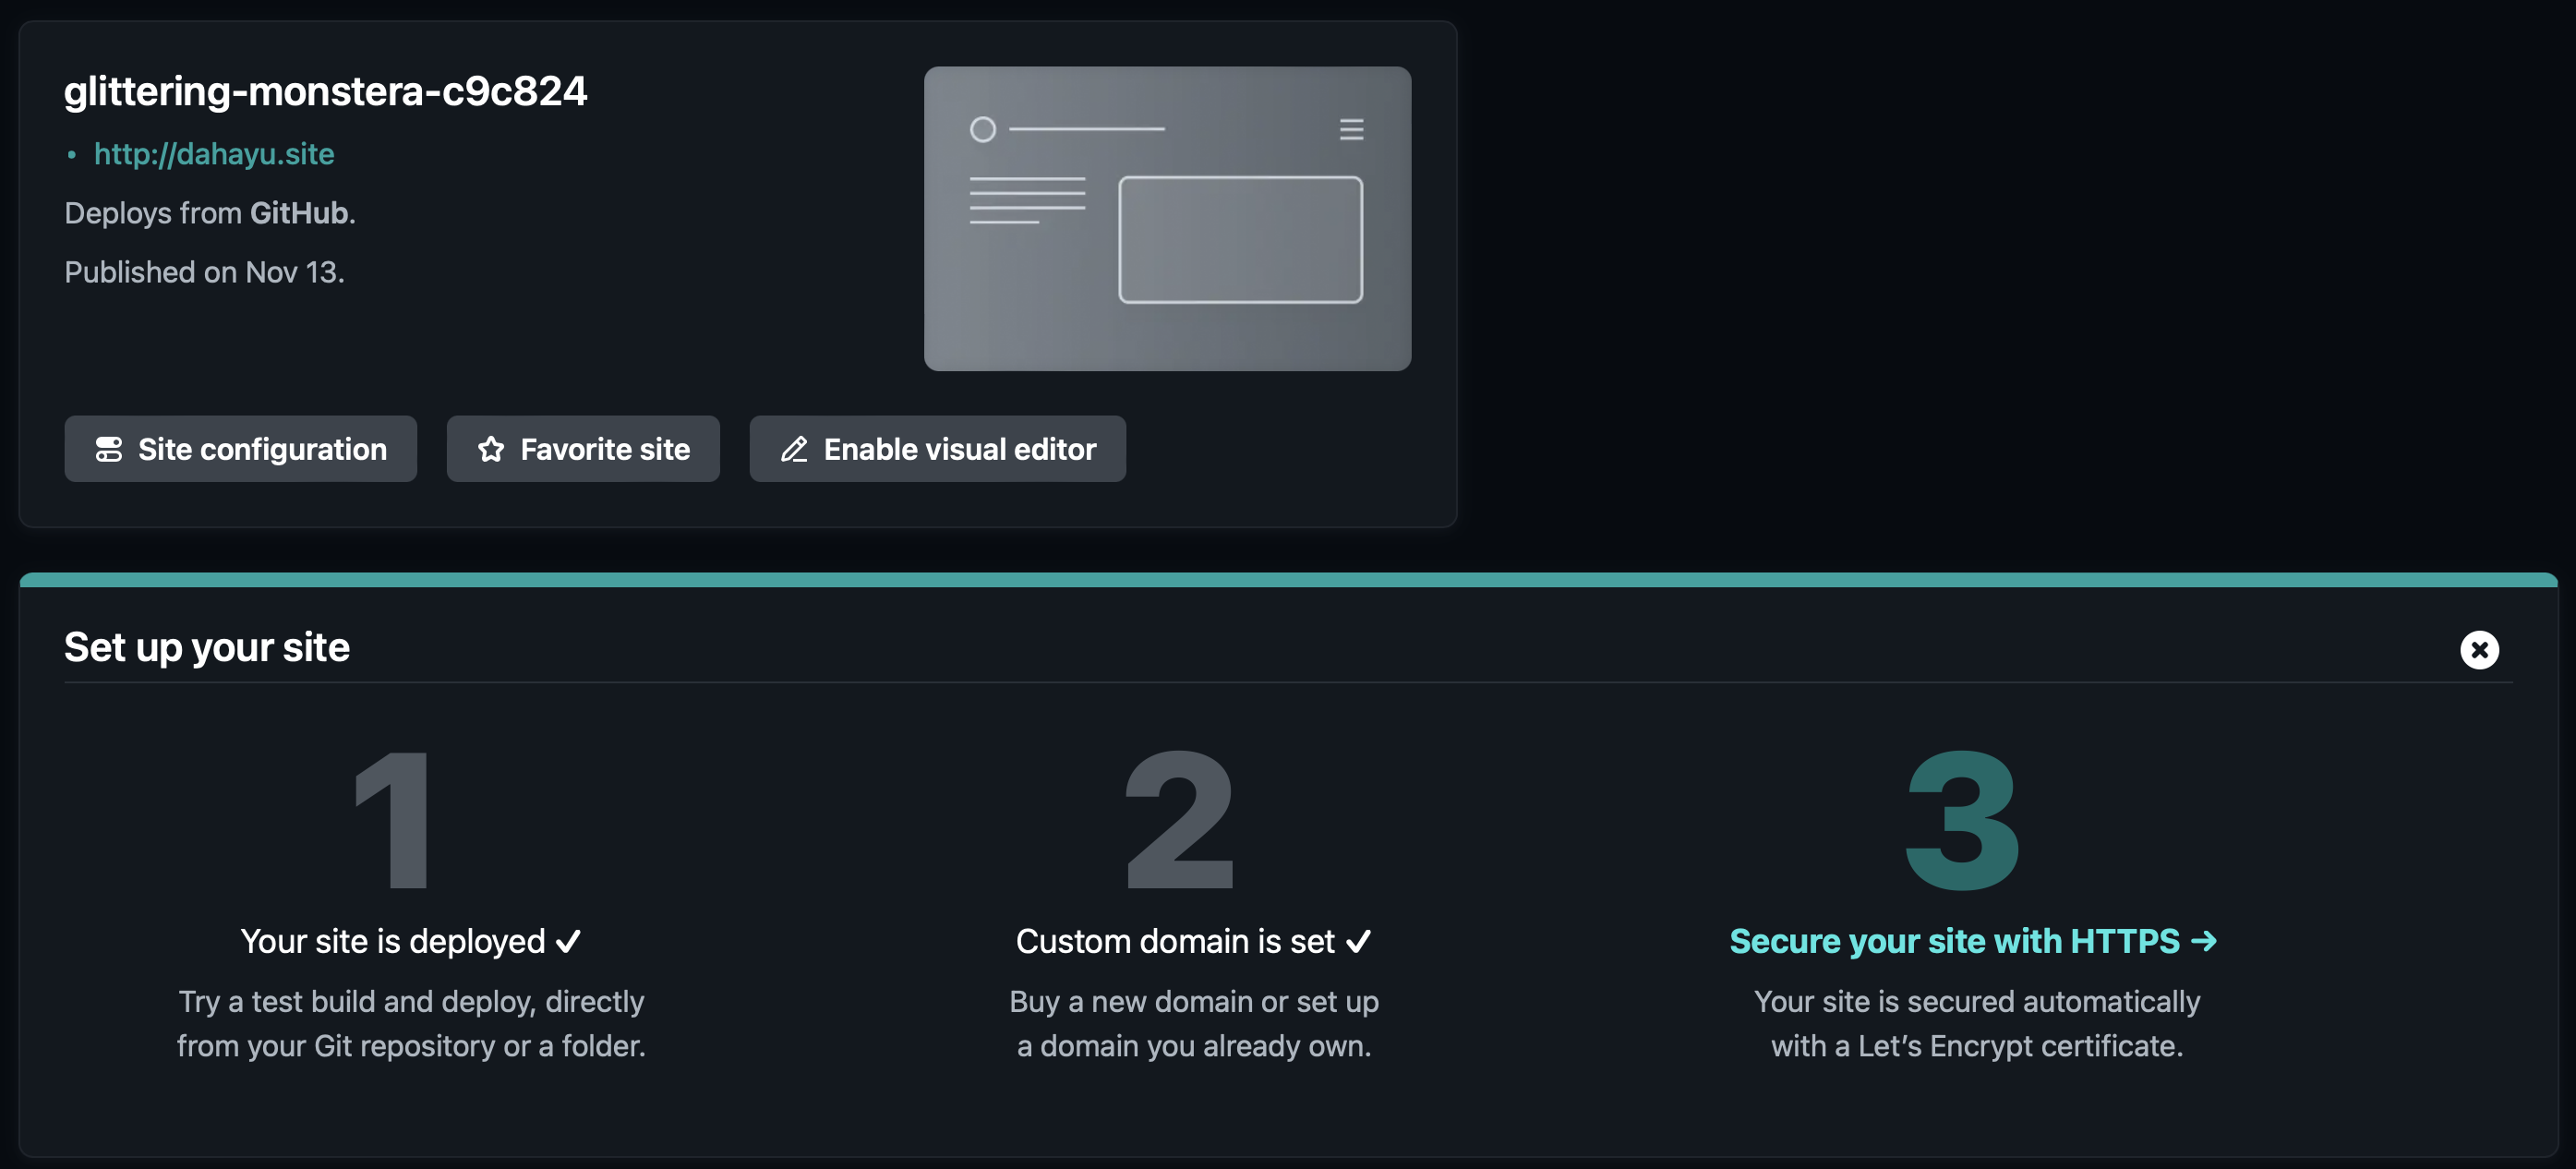 glittering-monstera-c9c824
• http://dahayu.site
Deploys from GitHub.
Published on Nov 13.
Site configuration
Favorite site
Enable visual editor
Set up your site
1
Your site is deployed ✔
Try a test build and deploy, directly
from your Git repository or a folder.
2
Custom domain is set ✔
Buy a new domain or set up
a domain you already own.
3
Secure your site with HTTPS →
Your site is secured automatically
with a Let’s Encrypt certificate.